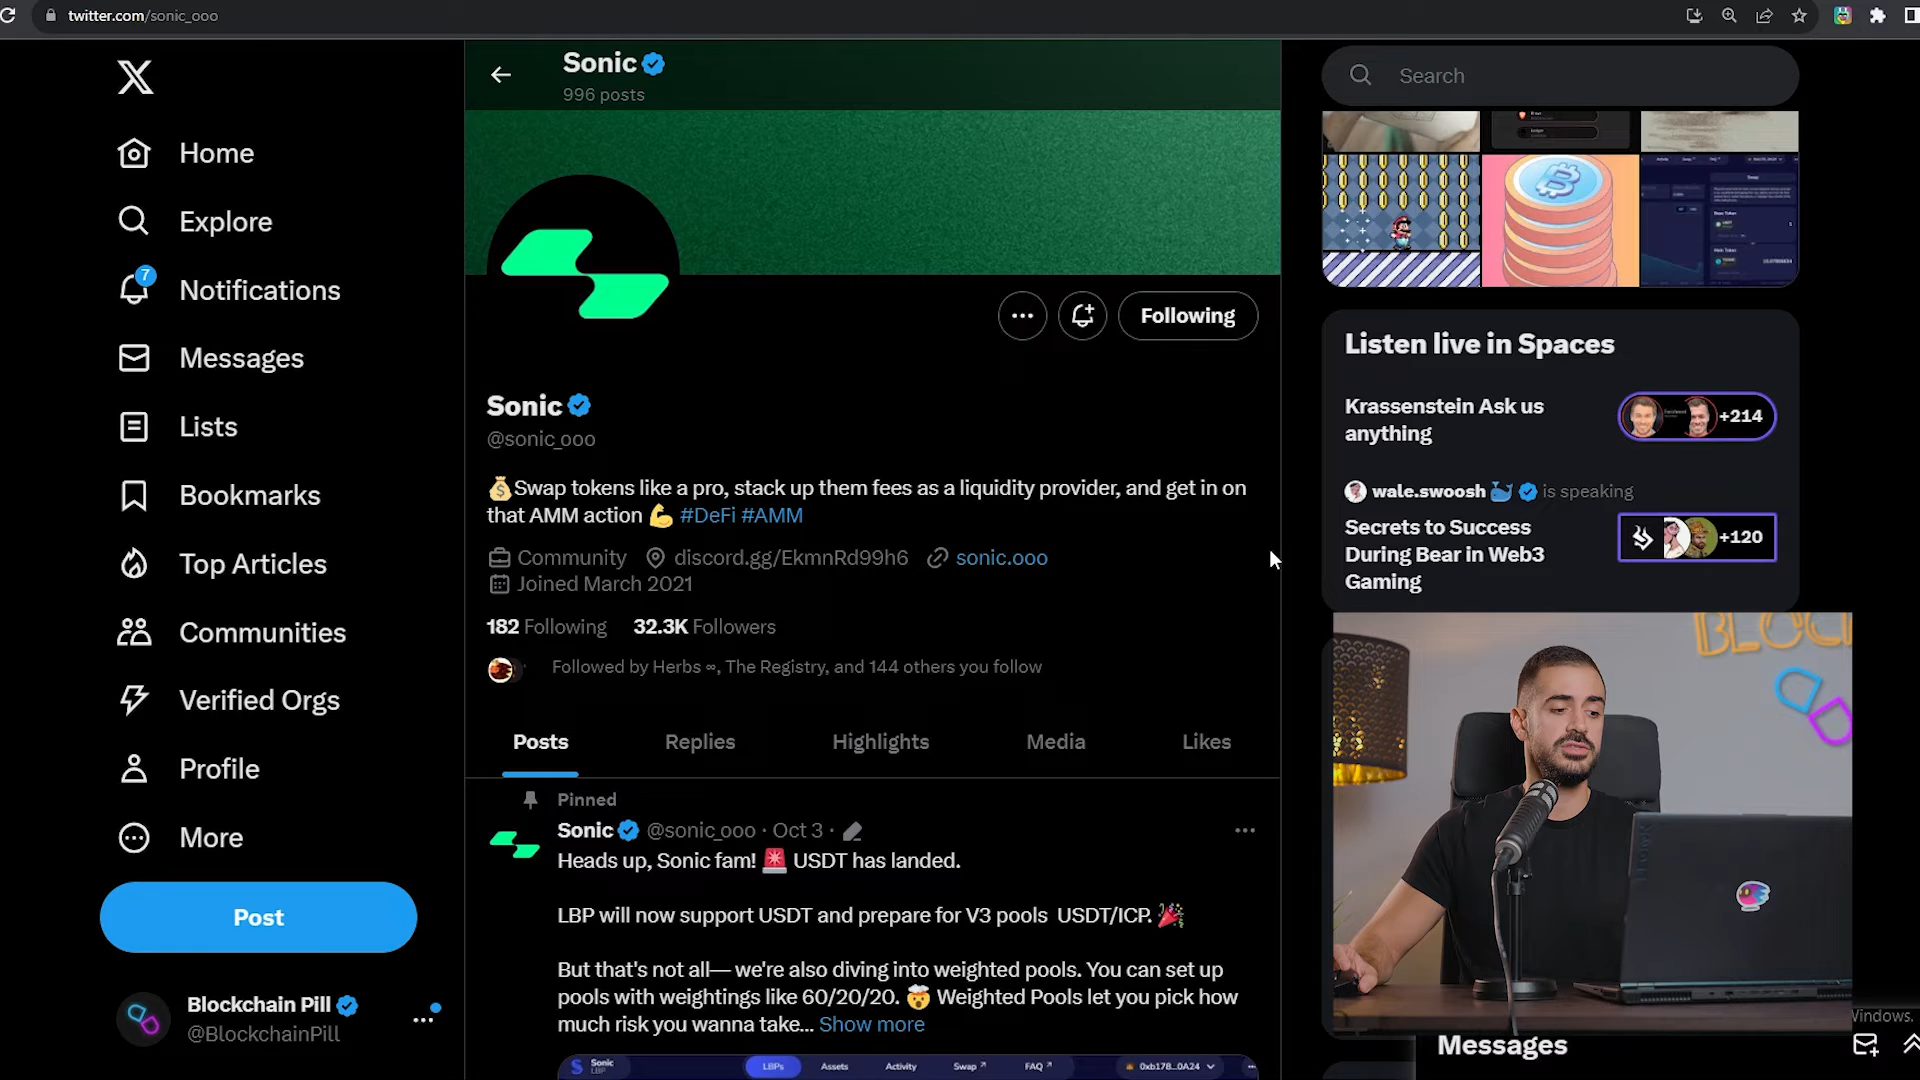 twitter.com/sonic_ooo
Sonic
996 posts
Search
Home
Explore
7
Notifications
Messages
Lists
Bookmarks
Top Articles
Communities
Verified Orgs
Profile
More
Post
Blockchain Pill
@BlockchainPill
Following
Sonic
@sonic_ooo
💰Swap tokens like a pro, stack up them fees as a liquidity provider, and get in on
that AMM action 💪 #DeFi #AMM
Community discord.gg/EkmnRd99h6 sonic.ooo
Joined March 2021
182 Following 32.3K Followers
Followed by Herbs ∞, The Registry, and 144 others you follow
Posts Replies Highlights Media Likes
Pinned
Sonic @sonic_ooo · Oct 3 ·
Heads up, Sonic fam! 🚨 USDT has landed.
LBP will now support USDT and prepare for V3 pools USDT/ICP. 🎉
But that's not all— we're also diving into weighted pools. You can set up
pools with weightings like 60/20/20. 🤯 Weighted Pools let you pick how
much risk you wanna take... Show more
Sonic
LBP
LBPs Assets Activity Swap FAQ 0xb178...0A24
Listen live in Spaces
Krassenstein Ask us
anything
+214
wale.swoosh🐳 is speaking
Secrets to Success
During Bear in Web3
Gaming
+120
BLOC
Windows.
Messages